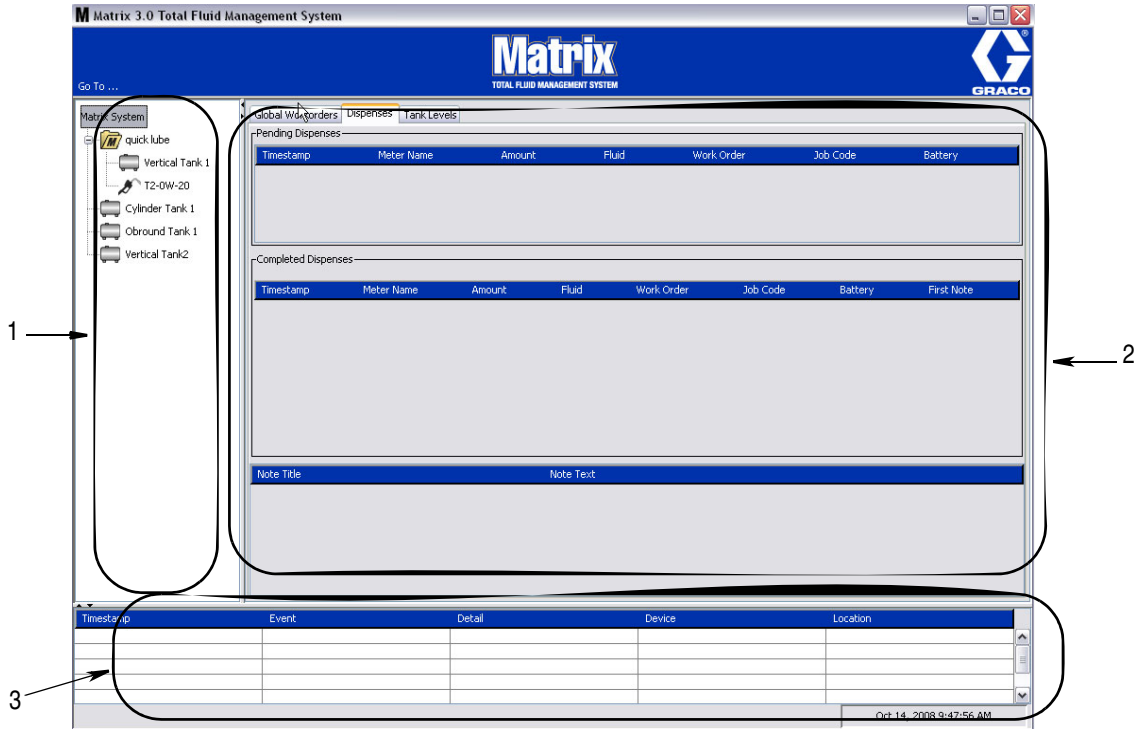 M Matrix 3.0 Total Fluid Management System
Matrix
TOTAL FLUID MANAGEMENT SYSTEM
GRACO
Go To ...
Matrix System
quick lube
Vertical Tank 1
T2-0W-20
Cylinder Tank 1
Obround Tank 1
Vertical Tank2
Global Workorders Dispenses Tank Levels
Pending Dispenses
Timestamp Meter Name Amount Fluid Work Order Job Code Battery
Completed Dispenses
Timestamp Meter Name Amount Fluid Work Order Job Code Battery First Note
Note Title Note Text
1
2
Timestamp Event Detail Device Location
3
Oct 14, 2008 9:47:56 AM